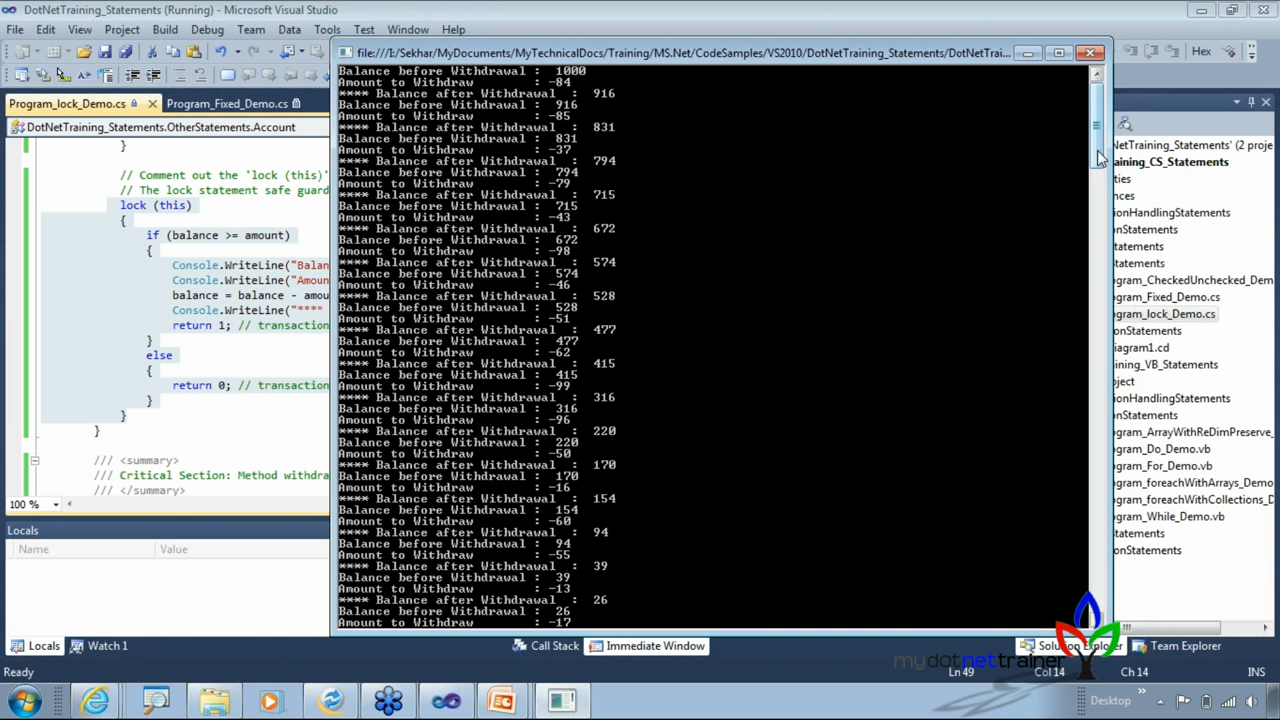 DotNetTraining_Statements (Running) - Microsoft Visual Studio
File Edit View Project Build Debug Team Data Tools Test Window Help
Hex
file:///I:/Sekhar/MyDocuments/MyTechnicalDocs/Training/MS.Net/CodeSamples/VS2010/DotNetTraining_Statements/DotNetTrai...
Program_lock_Demo.cs Program_Fixed_Demo.cs
DotNetTraining_Statements.OtherStatements.Account
}
// Comment out the 'lock (this)'
// The lock statement safe guard
lock (this)
{
if (balance >= amount)
{
Console.WriteLine("Balan
Console.WriteLine("Amoun
balance = balance - amou
Console.WriteLine("****
return 1; // transaction
}
else
{
return 0; // transaction
}
}
}
/// <summary>
/// Critical Section: Method withdra
/// </summary>
100 %
Balance before Withdrawal : 1000
Amount to Withdraw : -84
**** Balance after Withdrawal : 916
Balance before Withdrawal : 916
Amount to Withdraw : -85
**** Balance after Withdrawal : 831
Balance before Withdrawal : 831
Amount to Withdraw : -37
**** Balance after Withdrawal : 794
Balance before Withdrawal : 794
Amount to Withdraw : -79
**** Balance after Withdrawal : 715
Balance before Withdrawal : 715
Amount to Withdraw : -43
**** Balance after Withdrawal : 672
Balance before Withdrawal : 672
Amount to Withdraw : -98
**** Balance after Withdrawal : 574
Balance before Withdrawal : 574
Amount to Withdraw : -46
**** Balance after Withdrawal : 528
Balance before Withdrawal : 528
Amount to Withdraw : -51
**** Balance after Withdrawal : 477
Balance before Withdrawal : 477
Amount to Withdraw : -62
**** Balance after Withdrawal : 415
Balance before Withdrawal : 415
Amount to Withdraw : -99
**** Balance after Withdrawal : 316
Balance before Withdrawal : 316
Amount to Withdraw : -96
**** Balance after Withdrawal : 220
Balance before Withdrawal : 220
Amount to Withdraw : -50
**** Balance after Withdrawal : 170
Balance before Withdrawal : 170
Amount to Withdraw : -16
**** Balance after Withdrawal : 154
Balance before Withdrawal : 154
Amount to Withdraw : -60
**** Balance after Withdrawal : 94
Balance before Withdrawal : 94
Amount to Withdraw : -55
**** Balance after Withdrawal : 39
Balance before Withdrawal : 39
Amount to Withdraw : -13
**** Balance after Withdrawal : 26
Balance before Withdrawal : 26
Amount to Withdraw : -17
NetTraining_Statements' (2 proje
aining_CS_Statements
ties
nces
ionHandlingStatements
onStatements
tatements
tatements
ogram_CheckedUnchecked_Dem
ogram_Fixed_Demo.cs
ogram_lock_Demo.cs
onStatements
iagram1.cd
ining_VB_Statements
oject
ionHandlingStatements
onStatements
ogram_ArrayWithReDimPreserve_
ogram_Do_Demo.vb
ogram_For_Demo.vb
ogram_foreachWithArrays_Demo
ogram_foreachWithCollections_D
ogram_While_Demo.vb
tatements
onStatements
Locals
Name Value
Locals Watch 1 Call Stack Immediate Window Solution Explorer Team Explorer
mydotnettrainer
Ready Ln 49 Col 14 Ch 14 INS
Desktop